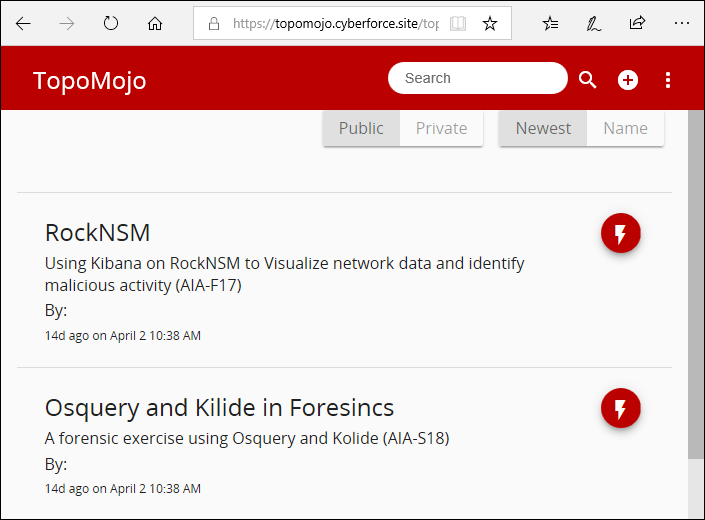 https://topomojo.cyberforce.site/top
TopoMojo
Search
Public Private Newest Name
RockNSM
Using Kibana on RockNSM to Visualize network data and identify
malicious activity (AIA-F17)
By:
14d ago on April 2 10:38 AM
Osquery and Kilide in Foresincs
A forensic exercise using Osquery and Kolide (AIA-S18)
By:
14d ago on April 2 10:38 AM